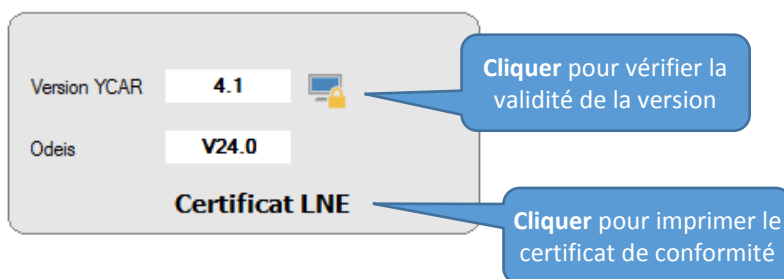 Version YCAR 4.1
Cliquer pour vérifier la
validité de la version
Odeis V24.0
Certificat LNE
Cliquer pour imprimer le
certificat de conformité